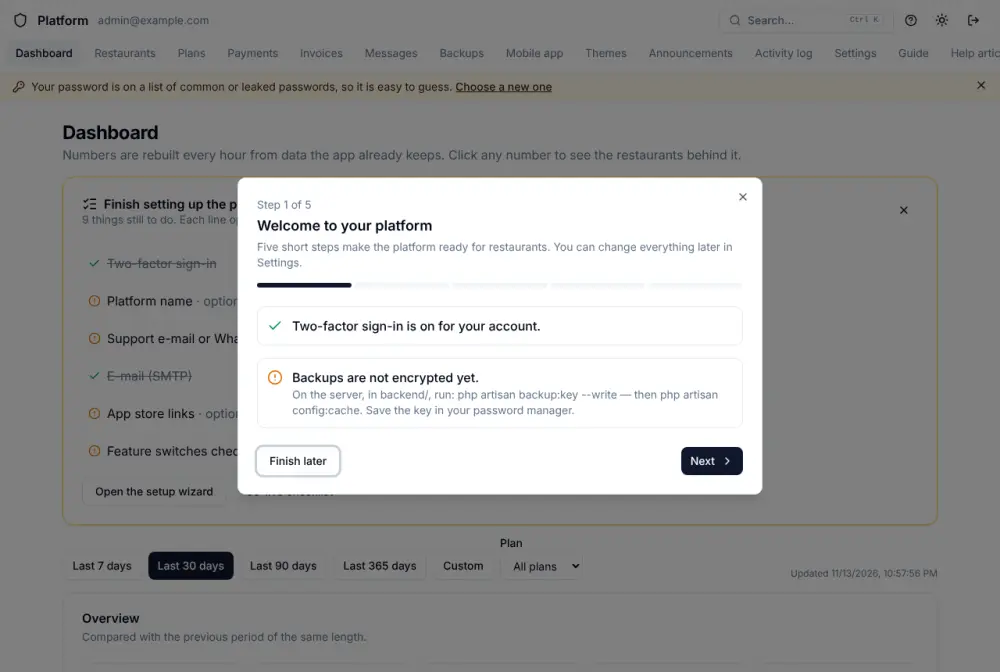 Platform admin@example.com Search... Ctrl K
Dashboard Restaurants Plans Payments Invoices Messages Backups Mobile app Themes Announcements Activity log Settings Guide Help
Your password is on a list of common or leaked passwords, so it is easy to guess. Choose a new one
Dashboard
Numbers are rebuilt every hour from data the app already keeps. Click any number to see the restaurants behind it.
Finish setting up the
9 things still to do. Each line
Two-factor sign-in
Platform name ·
Support e-mail or
E-mail (SMTP)
App store links ·
Feature switches
Open the setup wizard
Step 1 of 5
Welcome to your platform
Five short steps make the platform ready for restaurants. You can change everything later in
Settings.
Two-factor sign-in is on for your account.
Backups are not encrypted yet.
On the server, in backend/, run: php artisan backup:key --write — then php artisan
config:cache. Save the key in your password manager.
Finish later
Next
Plan
Last 7 days Last 30 days Last 90 days Last 365 days Custom All plans
Updated 11/13/2026, 10:57:56 PM
Overview
Compared with the previous period of the same length.